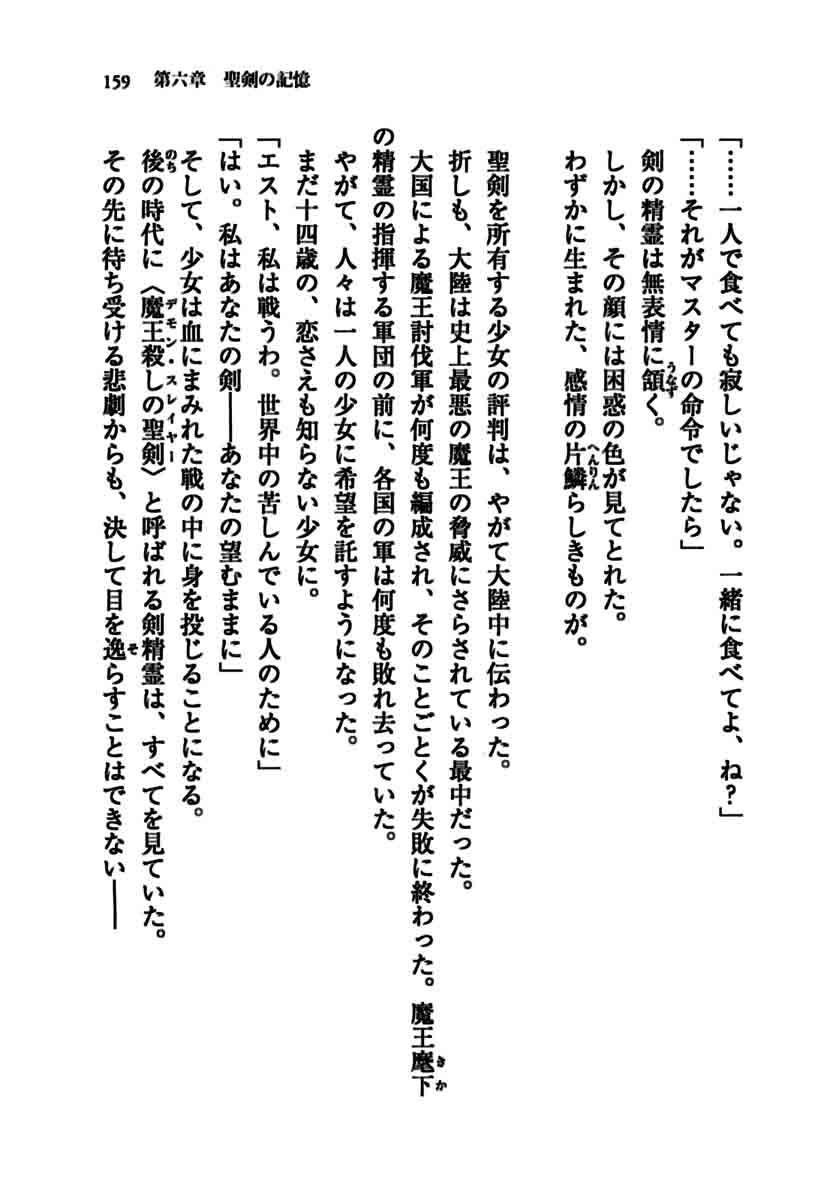 159　第六章　聖剣の記憶
「……一人で食べても寂しいじゃない。一緒に食べてよ、ね？」
「……それがマスターの命令でしたら」
剣の精霊は無表情に頷く。
しかし、その顔には困惑の色が見てとれた。
わずかに生まれた、感情の片鱗らしきものが。
聖剣を所有する少女の評判は、やがて大陸中に伝わった。
折しも、大陸は史上最悪の魔王の脅威にさらされている最中だった。
大国による魔王討伐軍が何度も編成され、そのことごとくが失敗に終わった。魔王麾下
の精霊の指揮する軍団の前に、各国の軍は何度も敗れ去っていた。
やがて、人々は一人の少女に希望を託すようになった。
まだ十四歳の、恋さえも知らない少女に。
「エスト、私は戦うわ。世界中の苦しんでいる人のために」
「はい。私はあなたの剣――あなたの望むままに」
そして、少女は血にまみれた戦の中に身を投じることになる。
後の時代に〈魔王殺しの聖剣〉と呼ばれる剣精霊は、すべてを見ていた。
その先に待ち受ける悲劇からも、決して目を逸らすことはできない――